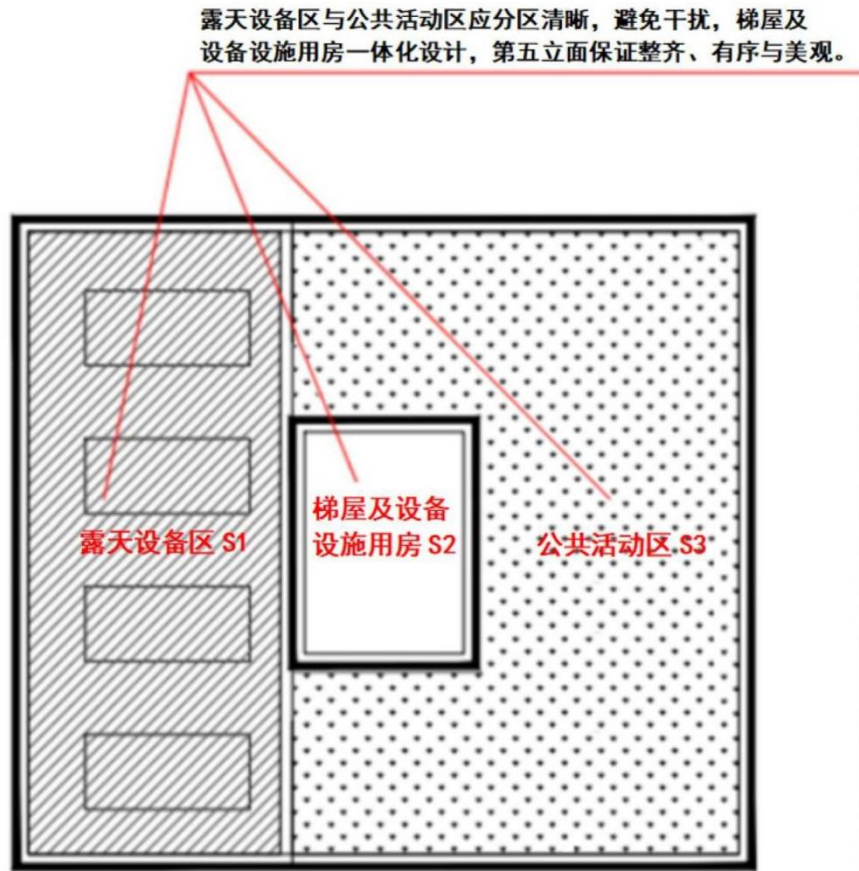 露天设备区与公共活动区应分区清晰，避免干扰，梯屋及
设备设施用房一体化设计，第五立面保证整齐、有序与美观。
露天设备区 S1
梯屋及设备
设施用房 S2
公共活动区 S3